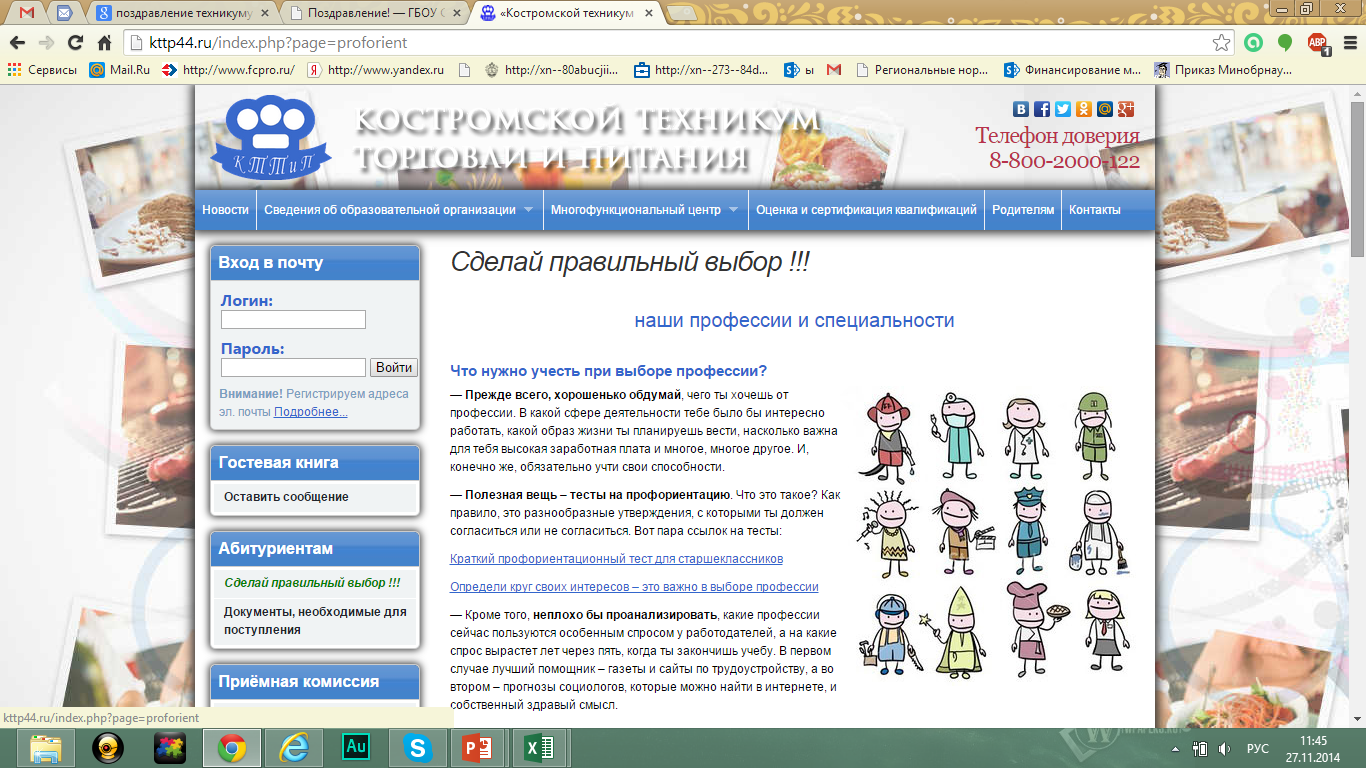 поздравление техникуму
Поздравление! — ГБОУ С
«Костромской техникум
kttp44.ru/index.php?page=proforient
ABP
1
Сервисы
Mail.Ru
http://www.fcpro.ru/
http://www.yandex.ru
http://xn--80abucjii...
http://xn--273--84d...
ы
Региональные нор...
Финансирование м...
Приказ Минобрнау...
КТТиП
КОСТРОМСКОЙ ТЕХНИКУМ
ТОРГОВЛИ И ПИТАНИЯ
Телефон доверия
8-800-2000-122
Новости
Сведения об образовательной организации
Многофункциональный центр
Оценка и сертификация квалификаций
Родителям
Контакты
Вход в почту
Логин:
Пароль:
Войти
Внимание! Регистрируем адреса
эл. почты Подробнее...
Гостевая книга
Оставить сообщение
Абитуриентам
Сделай правильный выбор !!!
Документы, необходимые для
поступления
Приёмная комиссия
Сделай правильный выбор !!!
наши профессии и специальности
Что нужно учесть при выборе профессии?
— Прежде всего, хорошенько обдумай, чего ты хочешь от
профессии. В какой сфере деятельности тебе было бы интересно
работать, какой образ жизни ты планируешь вести, насколько важна
для тебя высокая заработная плата и многое, многое другое. И,
конечно же, обязательно учти свои способности.
— Полезная вещь – тесты на профориентацию. Что это такое? Как
правило, это разнообразные утверждения, с которыми ты должен
согласиться или не согласиться. Вот пара ссылок на тесты:
Краткий профориентационный тест для старшеклассников
Определи круг своих интересов – это важно в выборе профессии
— Кроме того, неплохо бы проанализировать, какие профессии
сейчас пользуются особенным спросом у работодателей, а на какие
спрос вырастет лет через пять, когда ты закончишь учебу. В первом
случае лучший помощник – газеты и сайты по трудоустройству, а во
втором – прогнозы социологов, которые можно найти в интернете, и
собственный здравый смысл.
kttp44.ru/index.php?page=proforient
Au
РУС
11:45
27.11.2014